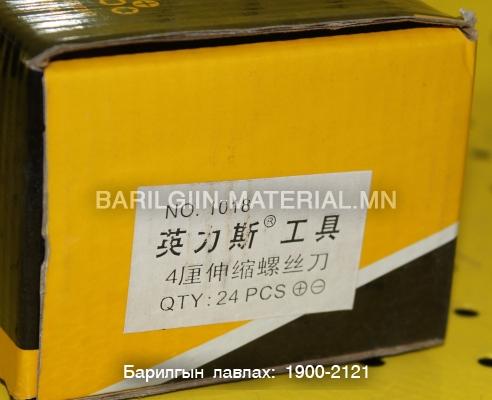 BARILGIIN-MATERIAL.MN
NO. 1018
英力斯® 工具
4厘伸缩螺丝刀
QTY: 24 PCS ⊕⊖
Барилгын лавлах: 1900-2121